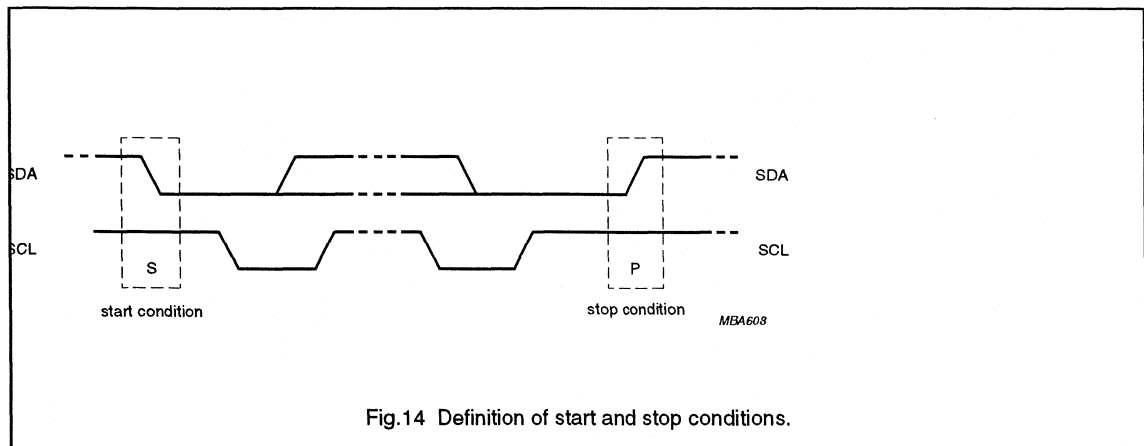 SDA
SDA
SCL
SCL
S
P
start condition
stop condition
MBA608
Fig.14 Definition of start and stop conditions.